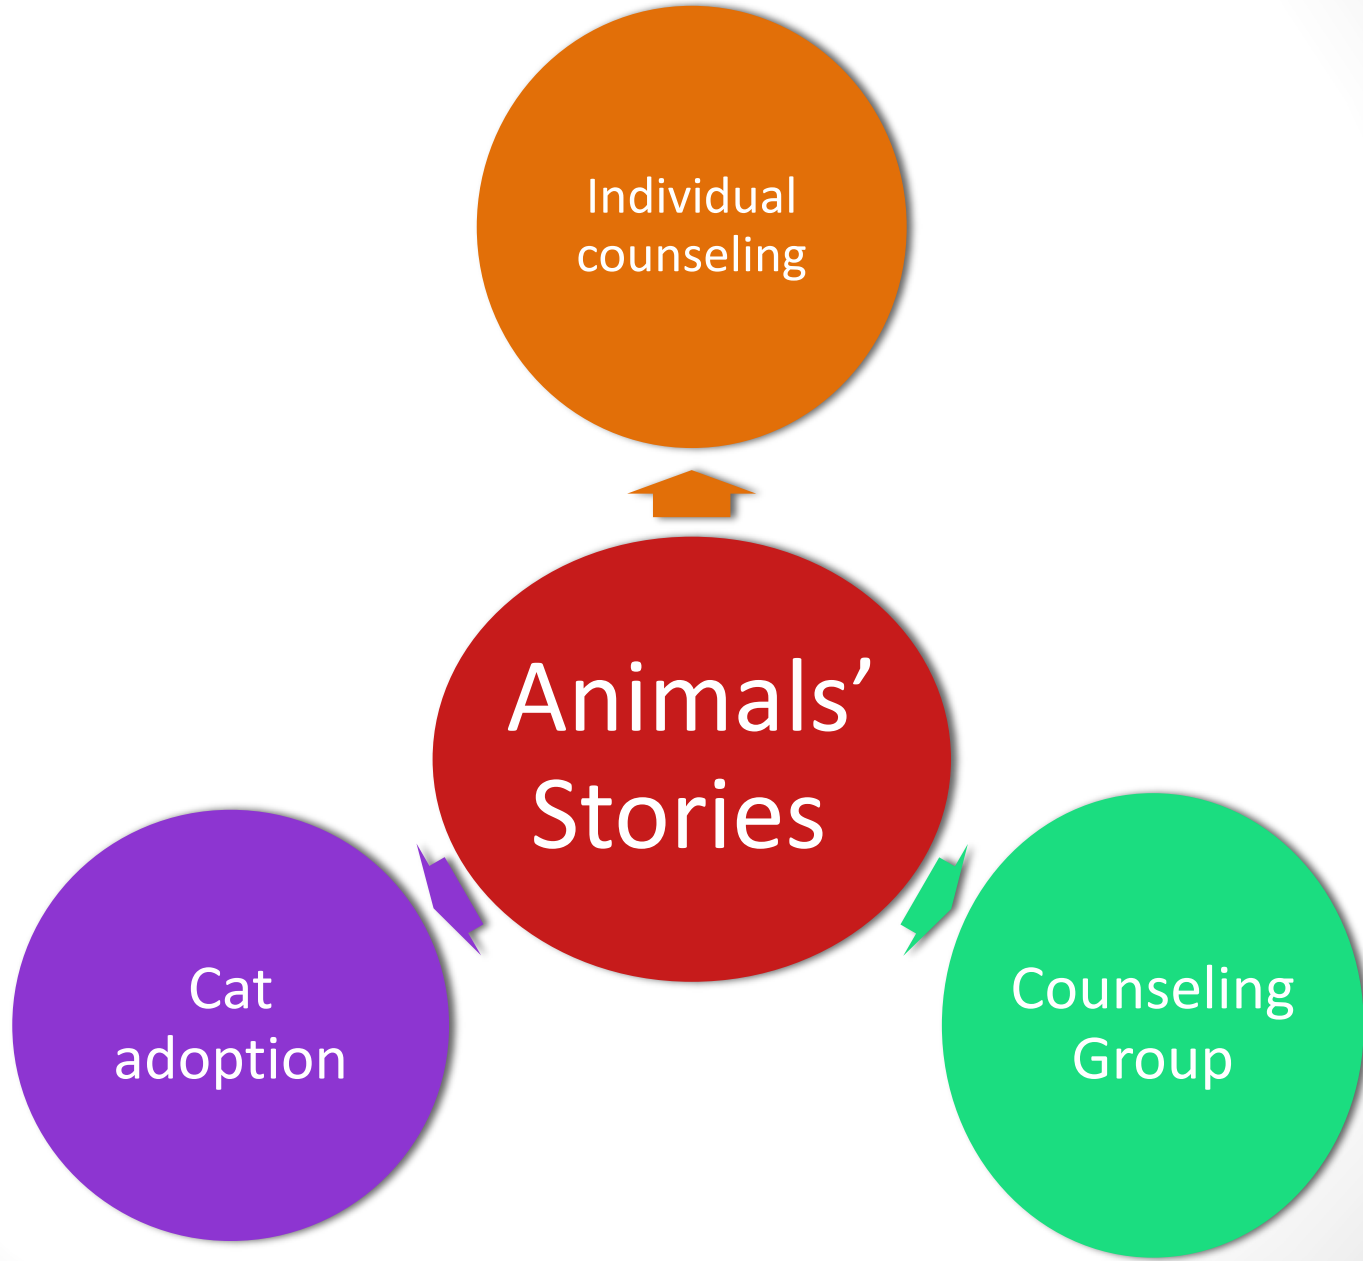 Individual
counseling
Animals’
Stories
Cat
adoption
Counseling
Group